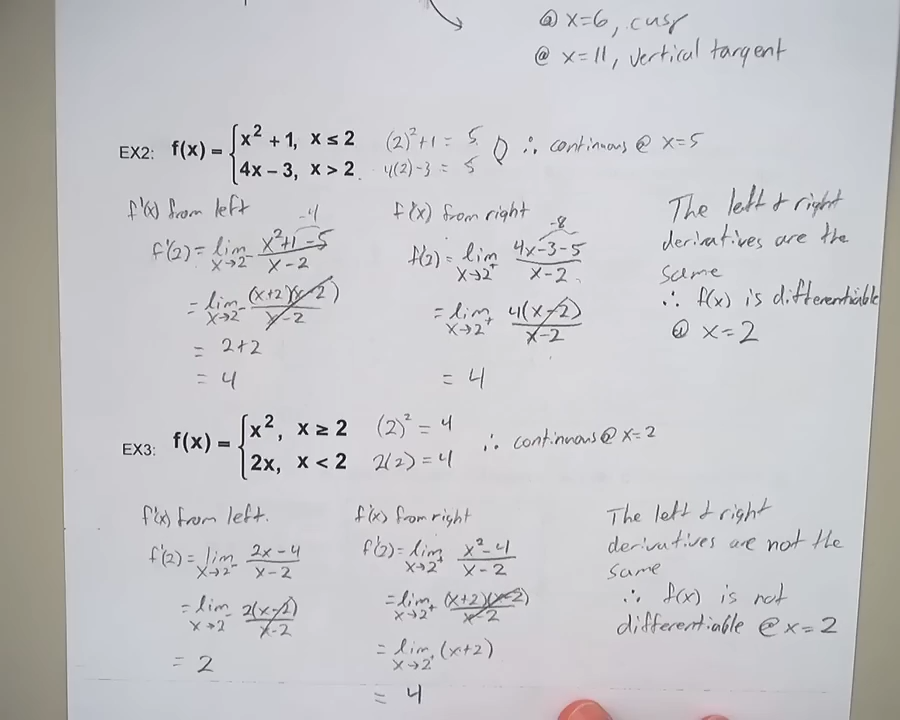 @ x=6, cusp
@ x=11, vertical tangent
EX2: f(x) = { x² + 1, x ≤ 2 (2)²+1 = 5
4x − 3, x > 2 4(2)-3 = 5
∴ continuous @ x=5
f'(x) from left
-4
f'(2) = lim x→2⁻ (x²+1-5)/(x-2)
= lim x→2⁻ (x+2)(x-2)/(x-2)
= 2+2
= 4
f'(x) from right
-8
f'(2) = lim x→2⁺ (4x-3-5)/(x-2)
= lim x→2⁺ 4(x-2)/(x-2)
= 4
The left & right
derivatives are the
same
∴ f(x) is differentiable
@ x=2
EX3: f(x) = { x², x ≥ 2 (2)² = 4
2x, x < 2 2(2) = 4
∴ continuous @ x=2
f'(x) from left.
f'(2) = lim x→2⁻ (2x-4)/(x-2)
= lim x→2⁻ 2(x-2)/(x-2)
= 2
f'(x) from right
f'(2) = lim x→2⁺ (x²-4)/(x-2)
= lim x→2⁺ (x+2)(x-2)/(x-2)
= lim x→2⁺ (x+2)
= 4
The left & right
derivatives are not the
same
∴ f(x) is not
differentiable @ x=2